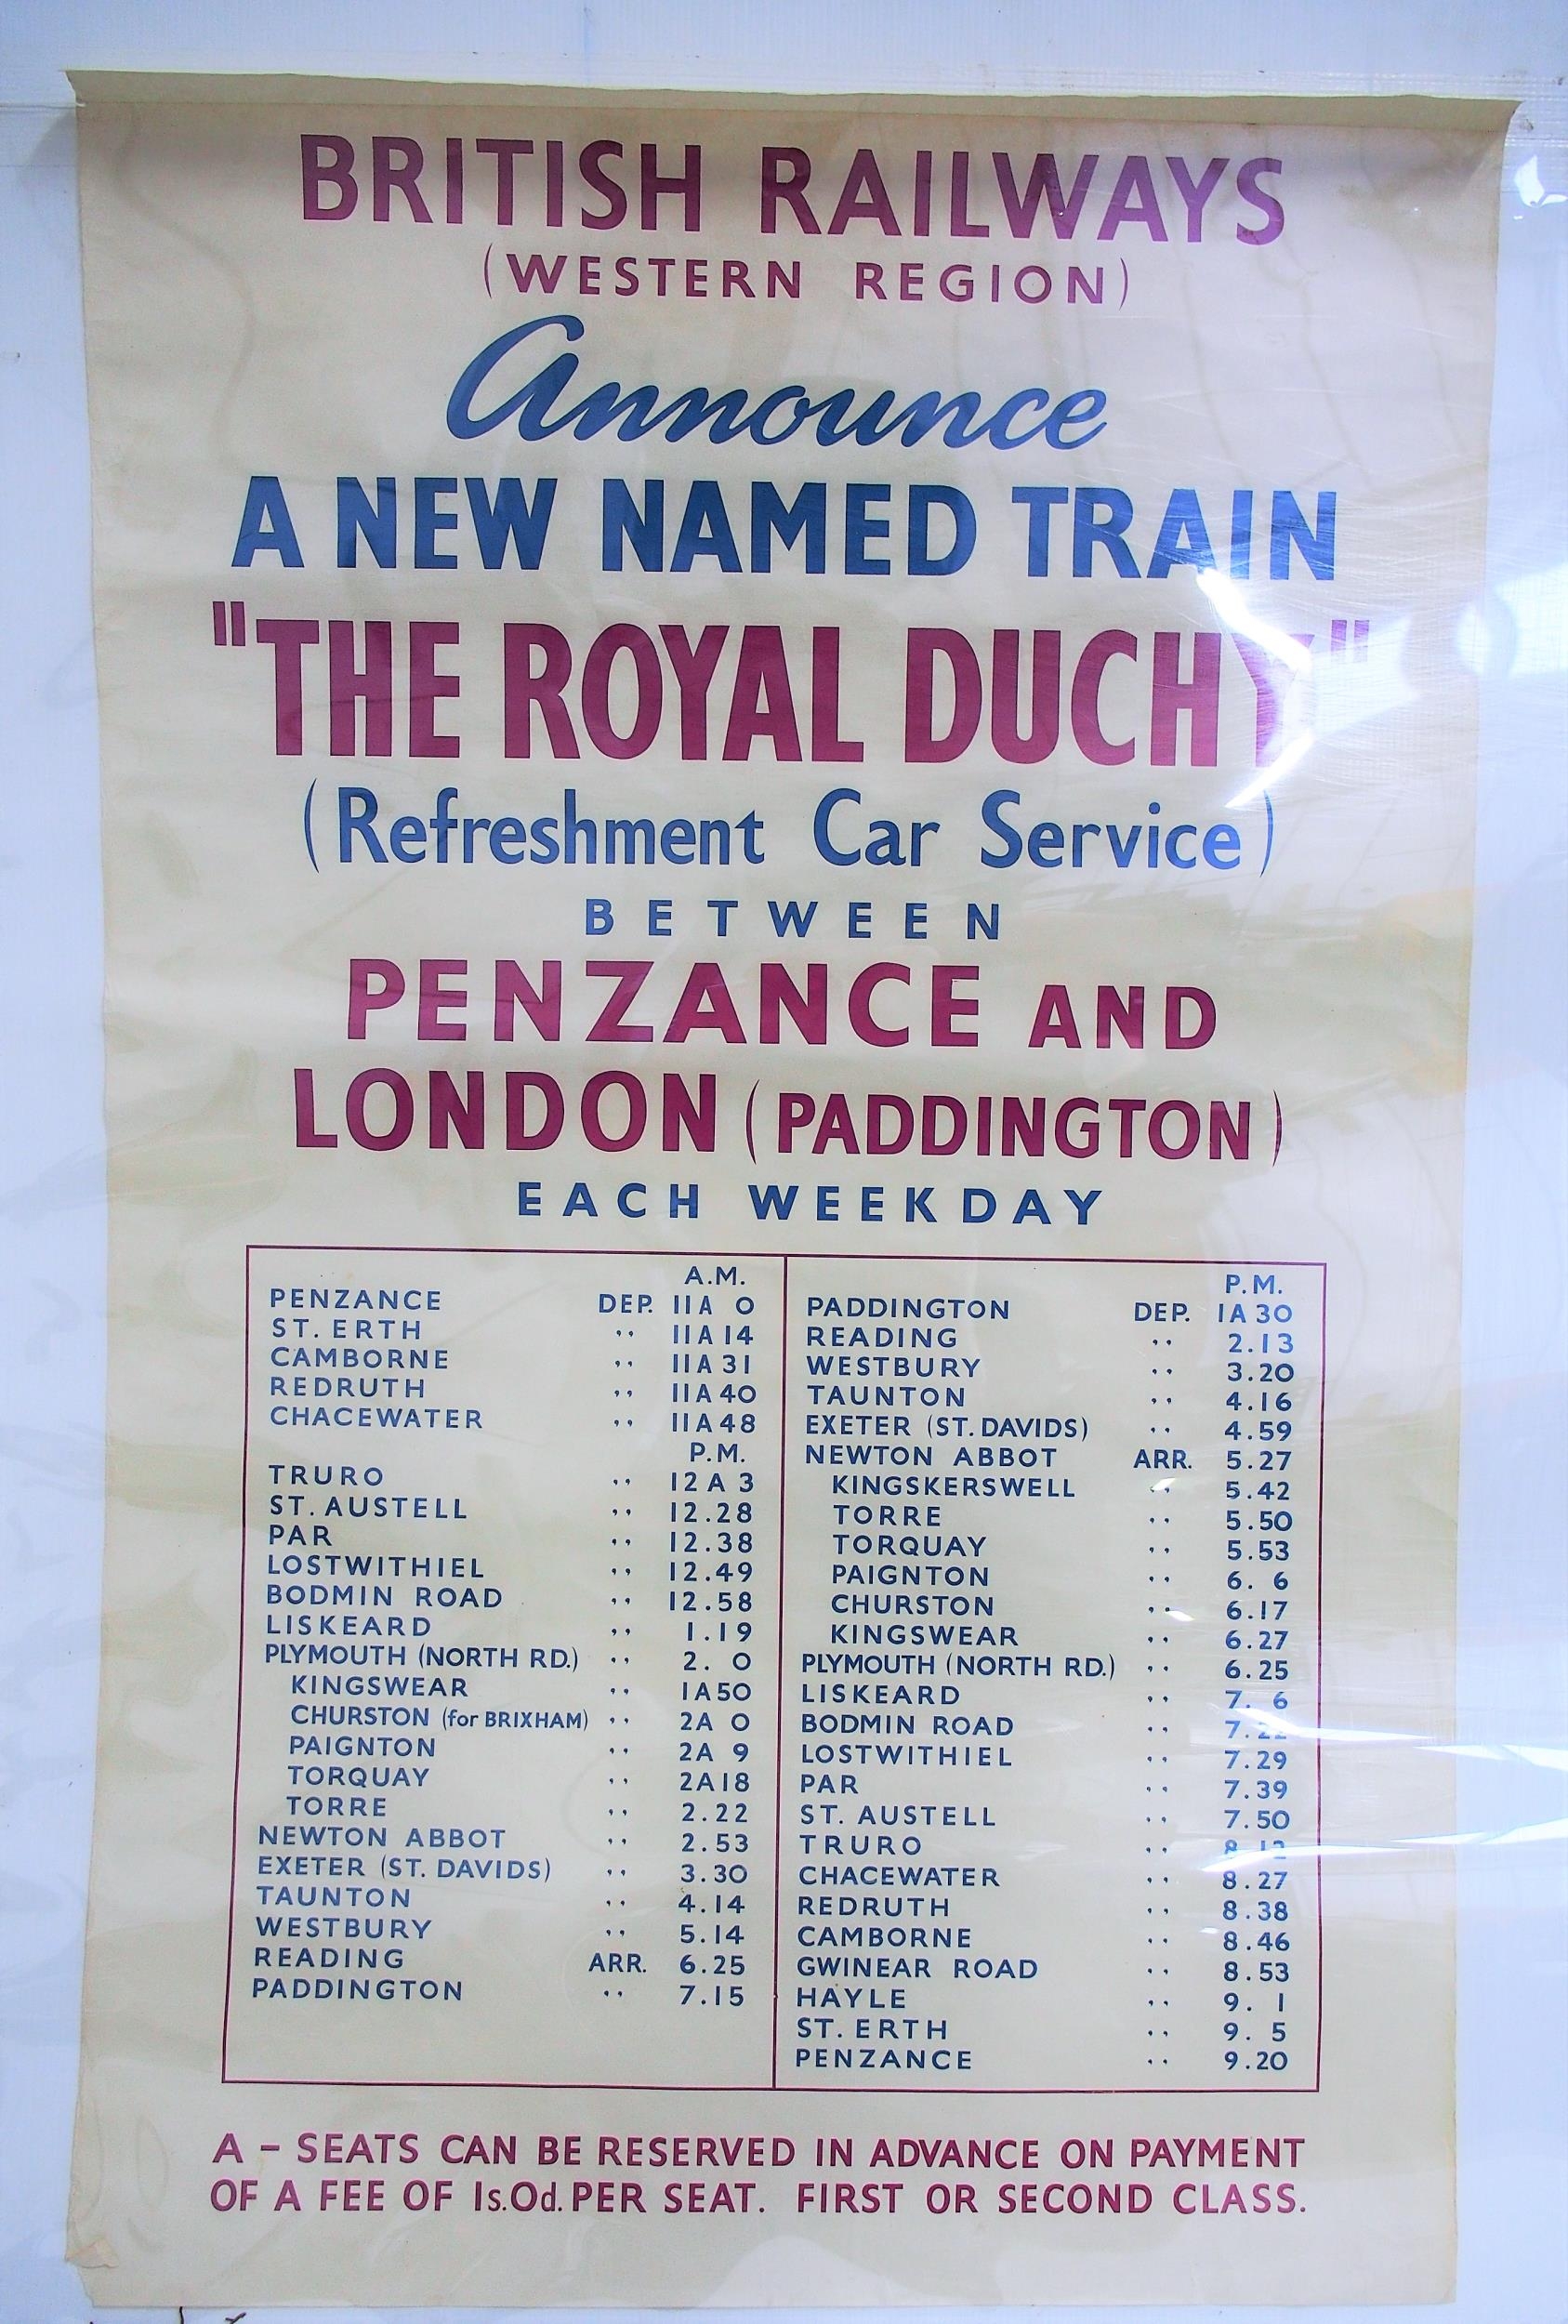 BRITISH RAILWAYS
(WESTERN REGION)
Announce
A NEW NAMED TRAIN
"THE ROYAL DUCHY"
(Refreshment Car Service)
BETWEEN
PENZANCE AND
LONDON (PADDINGTON)
EACH WEEKDAY
A.M.
PENZANCE DEP. 11A 0
ST. ERTH " 11A14
CAMBORNE " 11A31
REDRUTH " 11A40
CHACEWATER " 11A48
P.M.
TRURO " 12A 3
ST. AUSTELL " 12.28
PAR " 12.38
LOSTWITHIEL " 12.49
BODMIN ROAD " 12.58
LISKEARD " 1.19
PLYMOUTH (NORTH RD.) " 2. 0
KINGSWEAR " 1A50
CHURSTON (for BRIXHAM) " 2A 0
PAIGNTON " 2A 9
TORQUAY " 2A18
TORRE " 2.22
NEWTON ABBOT " 2.53
EXETER (ST. DAVIDS) " 3.30
TAUNTON " 4.14
WESTBURY " 5.14
READING ARR. 6.25
PADDINGTON " 7.15
P.M.
PADDINGTON DEP. 1A30
READING " 2.13
WESTBURY " 3.20
TAUNTON " 4.16
EXETER (ST. DAVIDS) " 4.59
NEWTON ABBOT ARR. 5.27
KINGSKERSWELL " 5.42
TORRE " 5.50
TORQUAY " 5.53
PAIGNTON " 6. 6
CHURSTON " 6.17
KINGSWEAR " 6.27
PLYMOUTH (NORTH RD.) " 6.25
LISKEARD " 7. 6
BODMIN ROAD " 7.22
LOSTWITHIEL " 7.29
PAR " 7.39
ST. AUSTELL " 7.50
TRURO " 8.12
CHACEWATER " 8.27
REDRUTH " 8.38
CAMBORNE " 8.46
GWINEAR ROAD " 8.53
HAYLE " 9. 1
ST. ERTH " 9. 5
PENZANCE " 9.20
A – SEATS CAN BE RESERVED IN ADVANCE ON PAYMENT
OF A FEE OF 1s.0d. PER SEAT. FIRST OR SECOND CLASS.